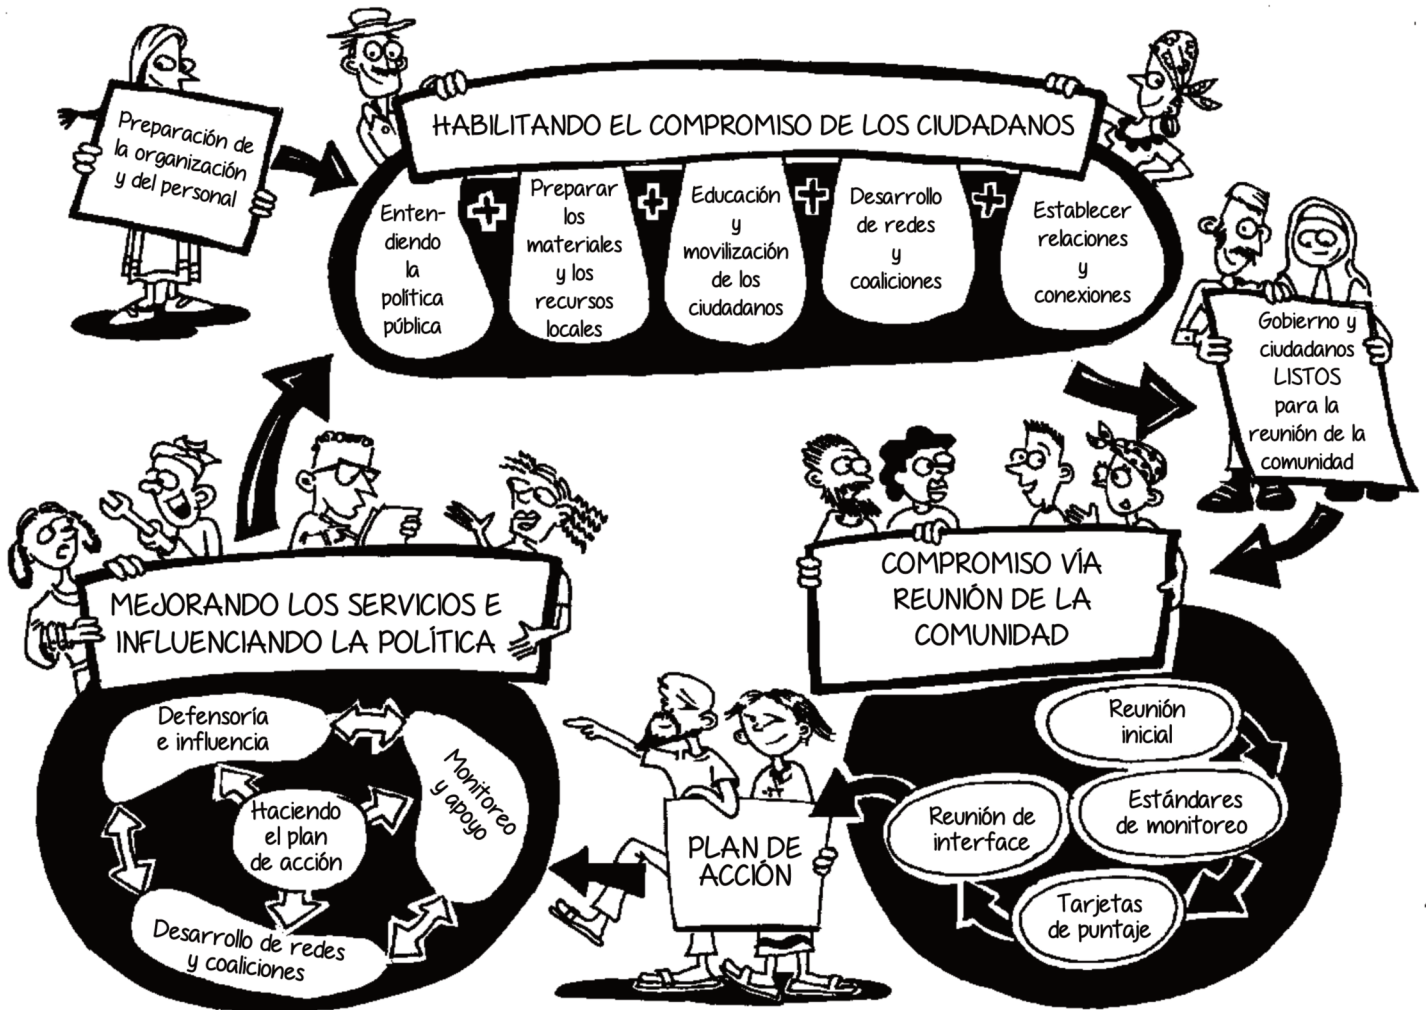 Preparación de
la organización
y del personal
HABILITANDO EL COMPROMISO DE LOS CIUDADANOS
Enten-
diendo
la
política
pública
+
Preparar
los
materiales
y los
recursos
locales
+
Educación
y
movilización
de los
ciudadanos
+
Desarrollo
de redes
y
coaliciones
+
Establecer
relaciones
y
conexiones
Gobierno y
ciudadanos
LISTOS
para la
reunión de la
comunidad
COMPROMISO VÍA
REUNIÓN DE LA
COMUNIDAD
Reunión
inicial
Estándares
de monitoreo
Tarjetas
de puntaje
Reunión de
interface
PLAN DE
ACCIÓN
MEJORANDO LOS SERVICIOS E
INFLUENCIANDO LA POLÍTICA
Defensoría
e influencia
Monitoreo
y apoyo
Haciendo
el plan
de acción
Desarrollo de redes
y coaliciones